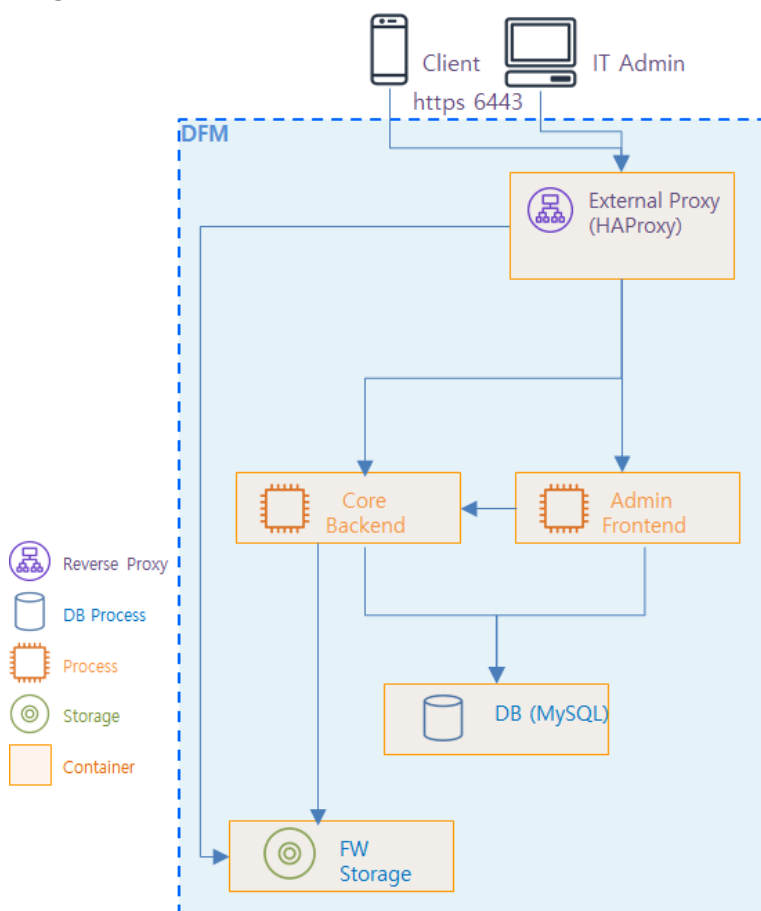 Client
IT Admin
https 6443
DFM
External Proxy
(HAProxy)
Core
Backend
Admin
Frontend
Reverse Proxy
DB Process
Process
Storage
Container
DB (MySQL)
FW
Storage